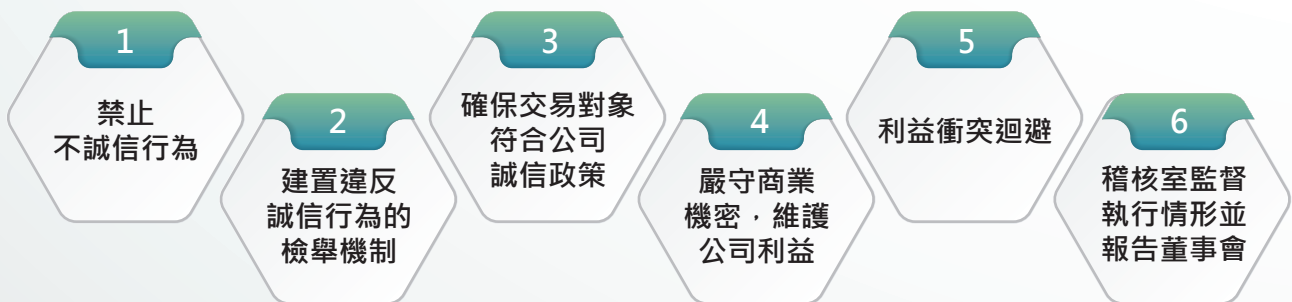 1
禁止
不誠信行為
2
建置違反
誠信行為的
檢舉機制
3
確保交易對象
符合公司
誠信政策
4
嚴守商業
機密，維護
公司利益
5
利益衝突迴避
6
稽核室監督
執行情形並
報告董事會